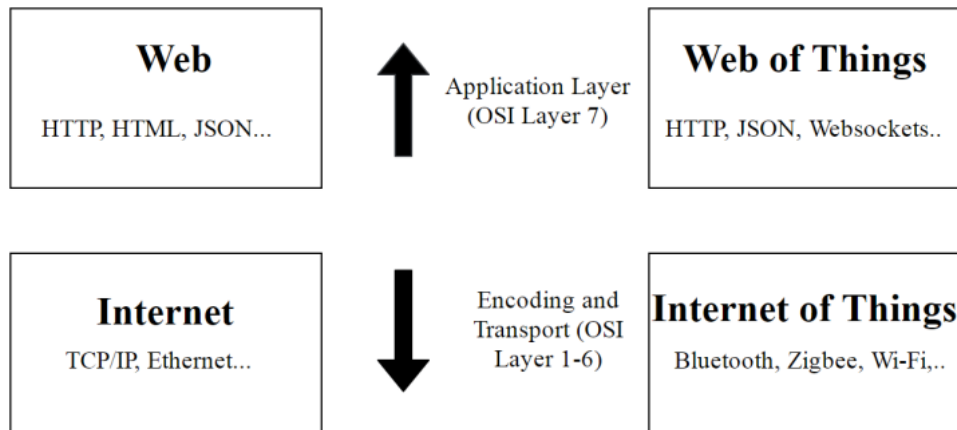 Web
HTTP, HTML, JSON...
Application Layer
(OSI Layer 7)
Web of Things
HTTP, JSON, Websockets..
Internet
TCP/IP, Ethernet...
Encoding and
Transport (OSI
Layer 1-6)
Internet of Things
Bluetooth, Zigbee, Wi-Fi,..